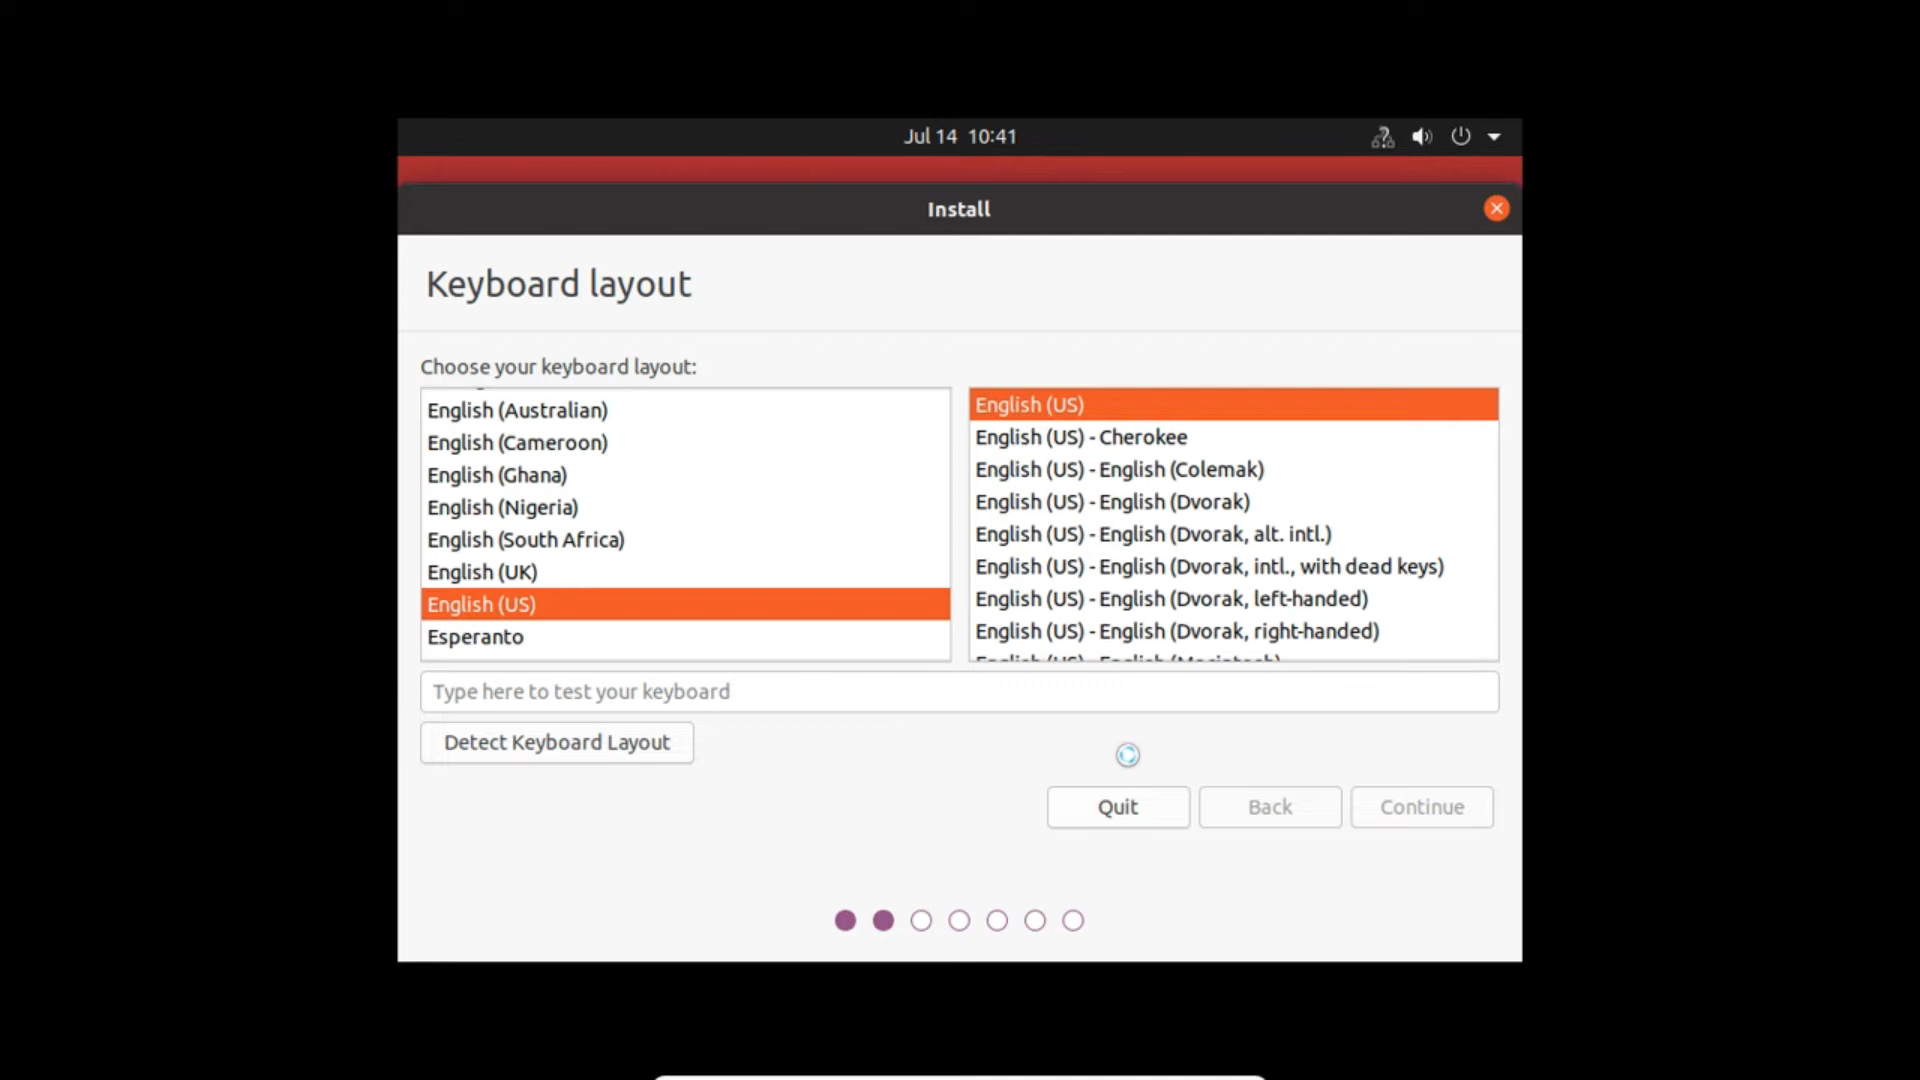 Jul 14 10:41
Install
Keyboard layout
Choose your keyboard layout:
English (Australian)
English (Cameroon)
English (Ghana)
English (Nigeria)
English (South Africa)
English (UK)
English (US)
Esperanto
English (US)
English (US) - Cherokee
English (US) - English (Colemak)
English (US) - English (Dvorak)
English (US) - English (Dvorak, alt. intl.)
English (US) - English (Dvorak, intl., with dead keys)
English (US) - English (Dvorak, left-handed)
English (US) - English (Dvorak, right-handed)
English (US) - English (Macintosh)
Type here to test your keyboard
Detect Keyboard Layout
Quit
Back
Continue